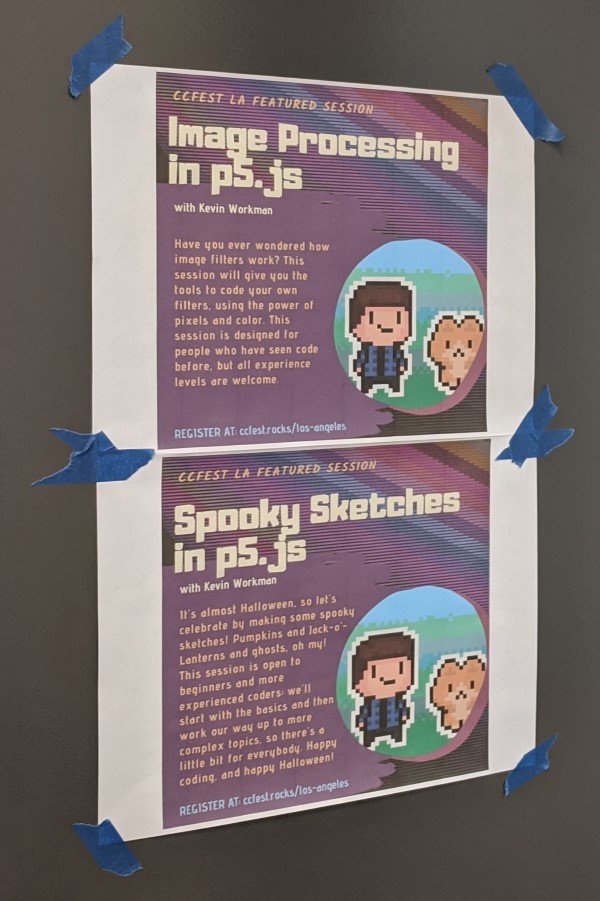 CCFEST LA FEATURED SESSION
Image Processing
in p5.js
with Kevin Workman
Have you ever wondered how
image filters work? This
session will give you the
tools to code your own
filters, using the power of
pixels and color. This
session is designed for
people who have seen code
before, but all experience
levels are welcome.
REGISTER AT: ccfest.rocks/los-angeles
CCFEST LA FEATURED SESSION
Spooky Sketches
in p5.js
with Kevin Workman
It's almost Halloween, so let's
celebrate by making some spooky
sketches! Pumpkins and Jack-o'-
Lanterns and ghosts, oh my!
This session is open to
beginners and more
experienced coders: we'll
start with the basics and then
work our way up to more
complex topics, so there's a
little bit for everybody. Happy
coding, and happy Halloween!
REGISTER AT: ccfest.rocks/los-angeles